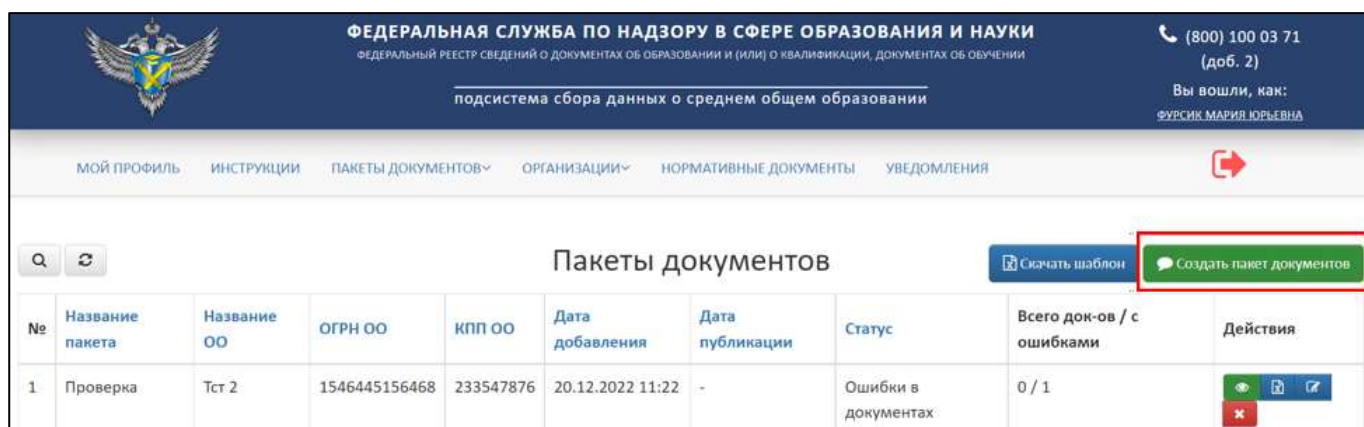 ФЕДЕРАЛЬНАЯ СЛУЖБА ПО НАДЗОРУ В СФЕРЕ ОБРАЗОВАНИЯ И НАУКИ
ФЕДЕРАЛЬНЫЙ РЕЕСТР СВЕДЕНИЙ О ДОКУМЕНТАХ ОБ ОБРАЗОВАНИИ И (ИЛИ) О КВАЛИФИКАЦИИ, ДОКУМЕНТАХ ОБ ОБУЧЕНИИ
подсистема сбора данных о среднем общем образовании
(800) 100 03 71
(доб. 2)
Вы вошли, как:
ФУРСИК МАРИЯ ЮРЬЕВНА
МОЙ ПРОФИЛЬ ИНСТРУКЦИИ ПАКЕТЫ ДОКУМЕНТОВ ОРГАНИЗАЦИИ НОРМАТИВНЫЕ ДОКУМЕНТЫ УВЕДОМЛЕНИЯ
Пакеты документов
Скачать шаблон
Создать пакет документов
№ Название пакета Название ОО ОГРН ОО КПП ОО Дата добавления Дата публикации Статус Всего док-ов / с ошибками Действия
1 Проверка Тст 2 1546445156468 233547876 20.12.2022 11:22 - Ошибки в документах 0 / 1